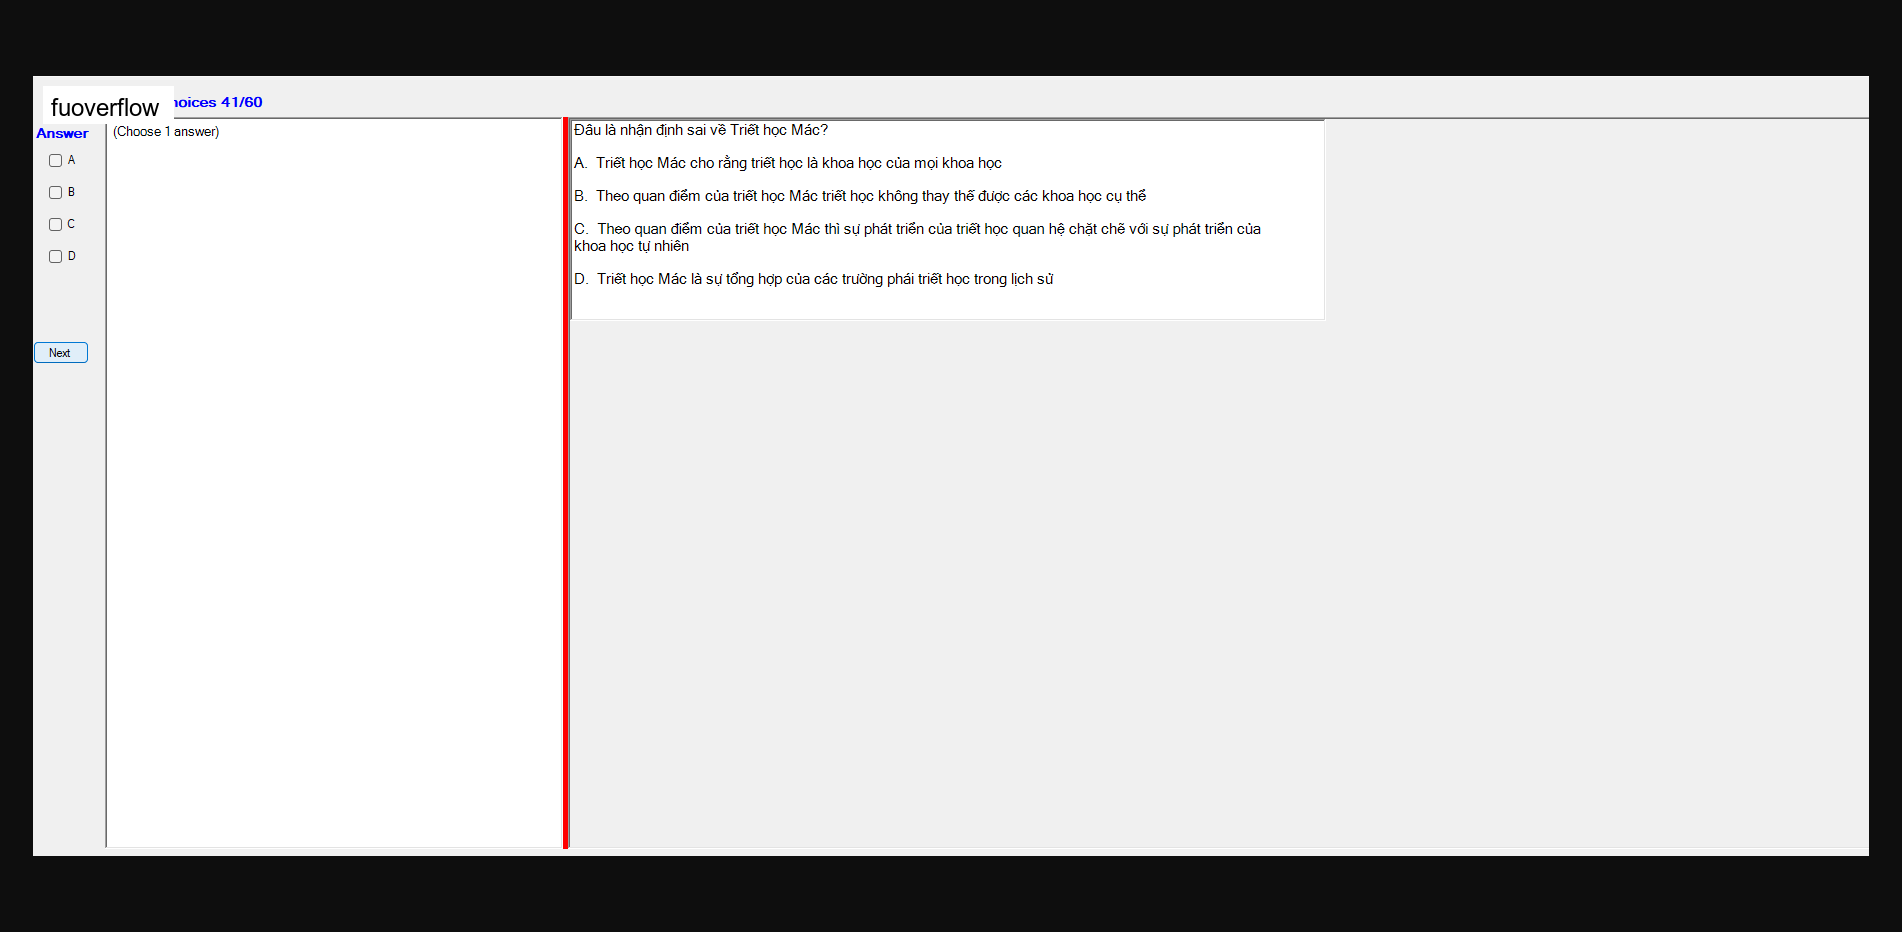 fuoverflow
hoices 41/60
Answer
(Choose 1 answer)
A
B
C
D
Next
Đâu là nhận định sai về Triết học Mác?
A. Triết học Mác cho rằng triết học là khoa học của mọi khoa học
B. Theo quan điểm của triết học Mác triết học không thay thế được các khoa học cụ thể
C. Theo quan điểm của triết học Mác thì sự phát triển của triết học quan hệ chặt chẽ với sự phát triển của
khoa học tự nhiên
D. Triết học Mác là sự tổng hợp của các trường phái triết học trong lịch sử